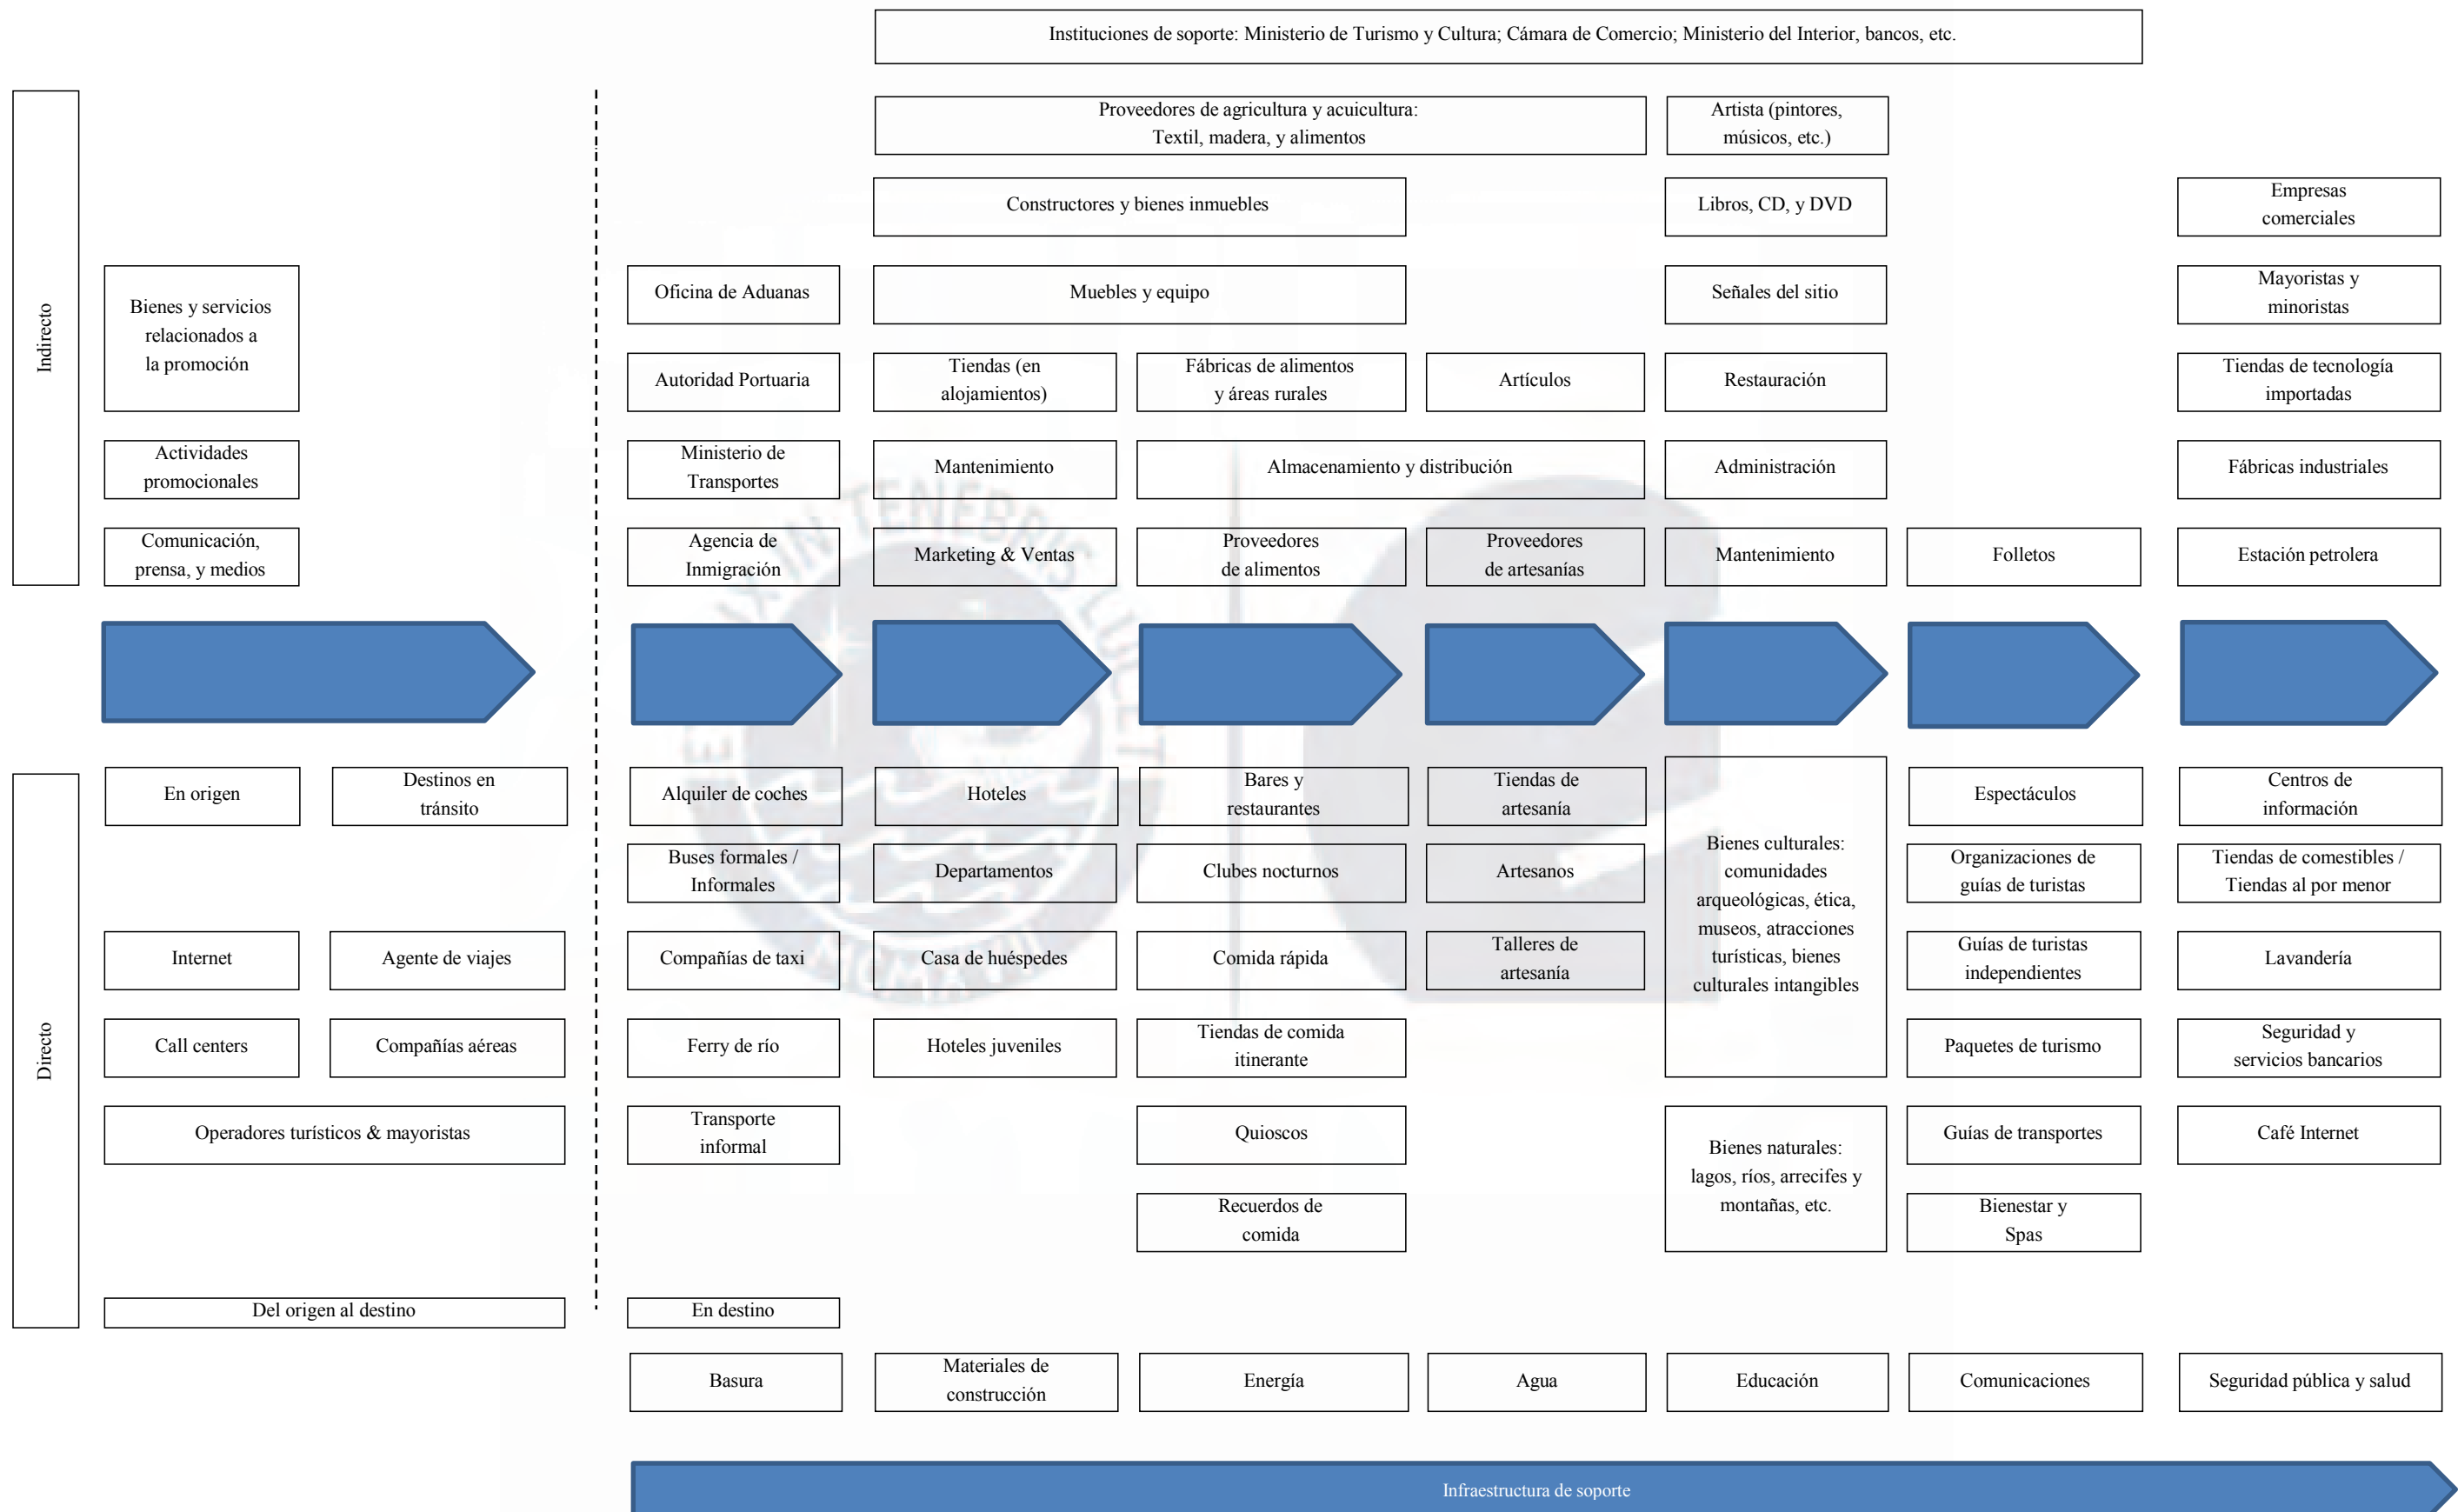 Instituciones de soporte: Ministerio de Turismo y Cultura; Cámara de Comercio; Ministerio del Interior, bancos, etc.
Indirecto
Proveedores de agricultura y acuicultura:
Textil, madera, y alimentos
Artista (pintores,
músicos, etc.)
Constructores y bienes inmuebles
Libros, CD, y DVD
Empresas
comerciales
Bienes y servicios
relacionados a
la promoción
Oficina de Aduanas
Muebles y equipo
Señales del sitio
Mayoristas y
minoristas
Autoridad Portuaria
Tiendas (en
alojamientos)
Fábricas de alimentos
y áreas rurales
Artículos
Restauración
Tiendas de tecnología
importadas
Actividades
promocionales
Ministerio de
Transportes
Mantenimiento
Almacenamiento y distribución
Administración
Fábricas industriales
Comunicación,
prensa, y medios
Agencia de
Inmigración
Marketing & Ventas
Proveedores
de alimentos
Proveedores
de artesanías
Mantenimiento
Folletos
Estación petrolera
Directo
En origen
Destinos en
tránsito
Alquiler de coches
Hoteles
Bares y
restaurantes
Tiendas de
artesanía
Bienes culturales:
comunidades
arqueológicas, ética,
museos, atracciones
turísticas, bienes
culturales intangibles
Espectáculos
Centros de
información
Buses formales /
Informales
Departamentos
Clubes nocturnos
Artesanos
Organizaciones de
guías de turistas
Tiendas de comestibles /
Tiendas al por menor
Internet
Agente de viajes
Compañías de taxi
Casa de huéspedes
Comida rápida
Talleres de
artesanía
Guías de turistas
independientes
Lavandería
Call centers
Compañías aéreas
Ferry de río
Hoteles juveniles
Tiendas de comida
itinerante
Paquetes de turismo
Seguridad y
servicios bancarios
Operadores turísticos & mayoristas
Transporte
informal
Quioscos
Bienes naturales:
lagos, ríos, arrecifes y
montañas, etc.
Guías de transportes
Café Internet
Recuerdos de
comida
Bienestar y
Spas
Del origen al destino
En destino
Basura
Materiales de
construcción
Energía
Agua
Educación
Comunicaciones
Seguridad pública y salud
Infraestructura de soporte